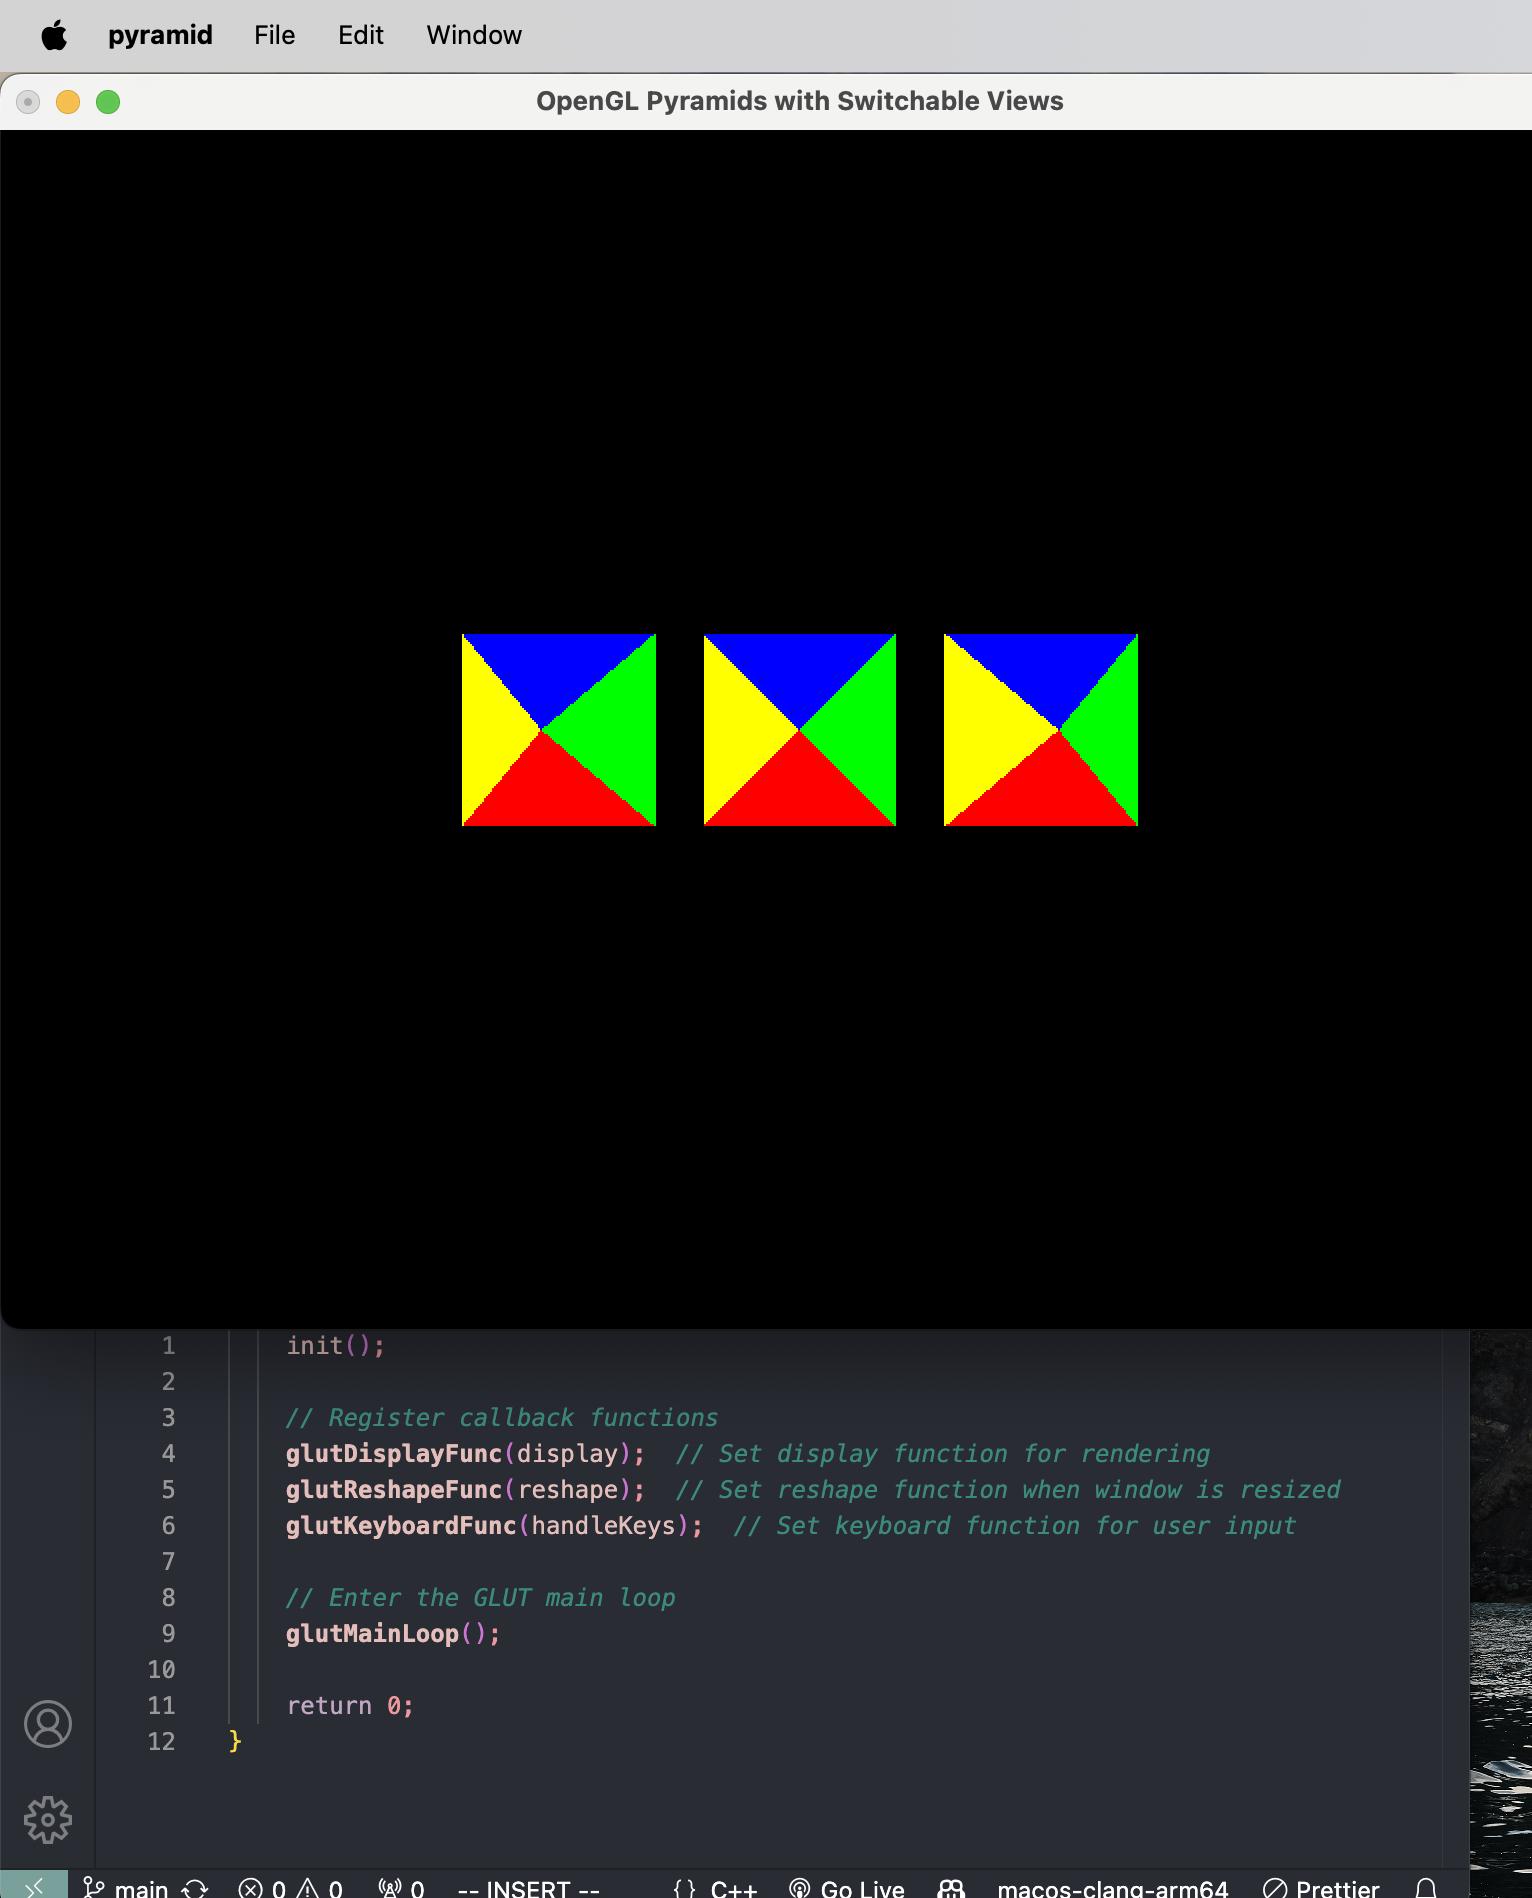 pyramid File Edit Window
OpenGL Pyramids with Switchable Views
1 init();
2
3 // Register callback functions
4 glutDisplayFunc(display); // Set display function for rendering
5 glutReshapeFunc(reshape); // Set reshape function when window is resized
6 glutKeyboardFunc(handleKeys); // Set keyboard function for user input
7
8 // Enter the GLUT main loop
9 glutMainLoop();
10
11 return 0;
12 }
main 0 0 0 -- INSERT -- {} C++ Go Live macos-clang-arm64 Prettier